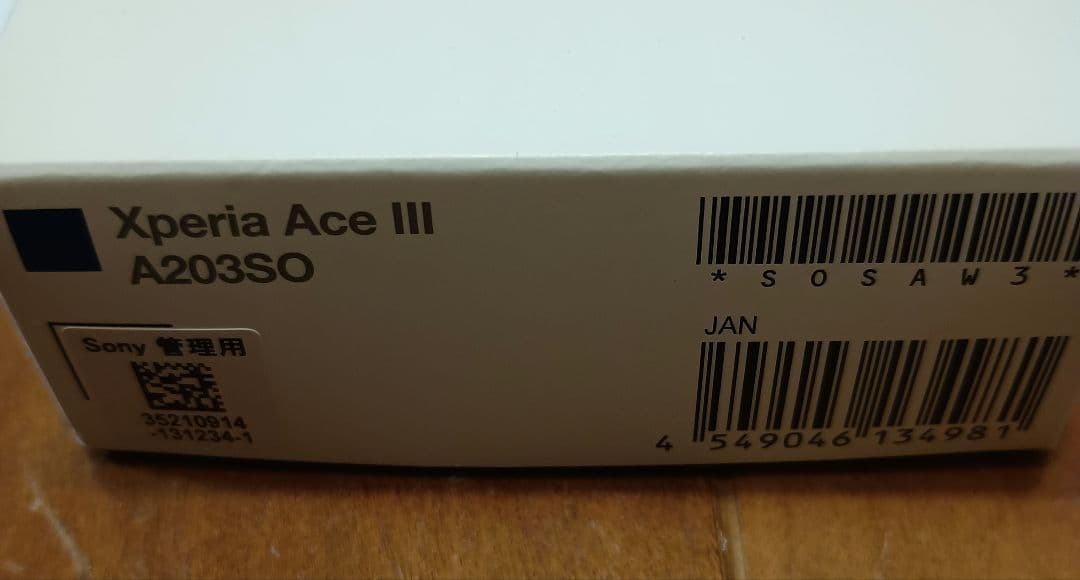 Xperia Ace III
A203SO
Sony 管理用
35210914
-131234-1
*SOSAW3*
JAN
4 549046 134981